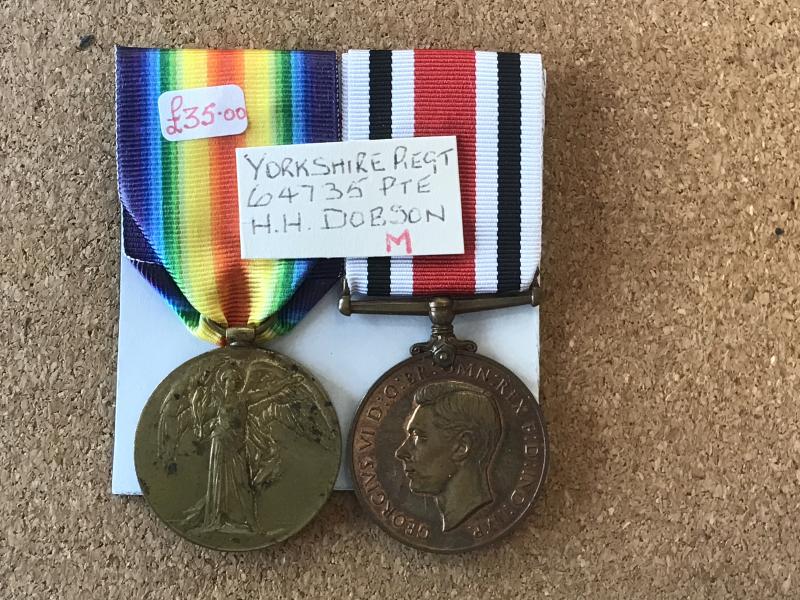 £35.00
YORKSHIRE REGT
64735 PTE
H.H. DOBSON
M
GEORGIVS VI D:G:BR:OMN:REX F:D:IND:IMP.